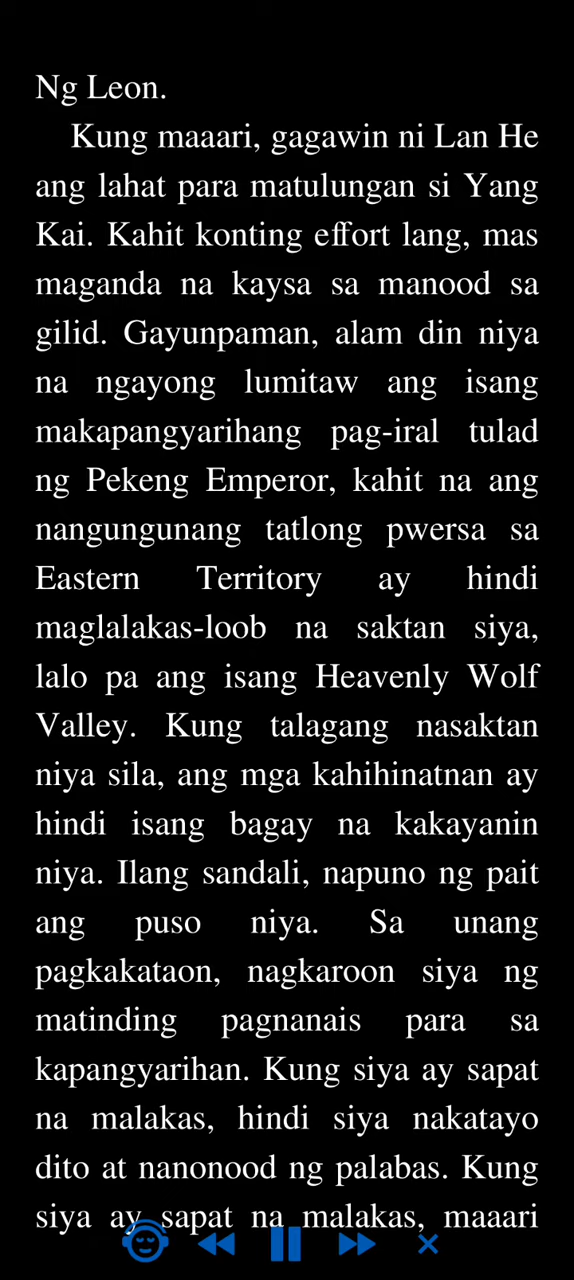 Ng Leon.
Kung maaari, gagawin ni Lan He
ang lahat para matulungan si Yang
Kai. Kahit konting effort lang, mas
maganda na kaysa sa manood sa
gilid. Gayunpaman, alam din niya
na ngayong lumitaw ang isang
makapangyarihang pag-iral tulad
ng Pekeng Emperor, kahit na ang
nangungunang tatlong pwersa sa
Eastern Territory ay hindi
maglalakas-loob na saktan siya,
lalo pa ang isang Heavenly Wolf
Valley. Kung talagang nasaktan
niya sila, ang mga kahihinatnan ay
hindi isang bagay na kakayanin
niya. Ilang sandali, napuno ng pait
ang puso niya. Sa unang
pagkakataon, nagkaroon siya ng
matinding pagnanais para sa
kapangyarihan. Kung siya ay sapat
na malakas, hindi siya nakatayo
dito at nanonood ng palabas. Kung
siya ay sapat na malakas, maaari